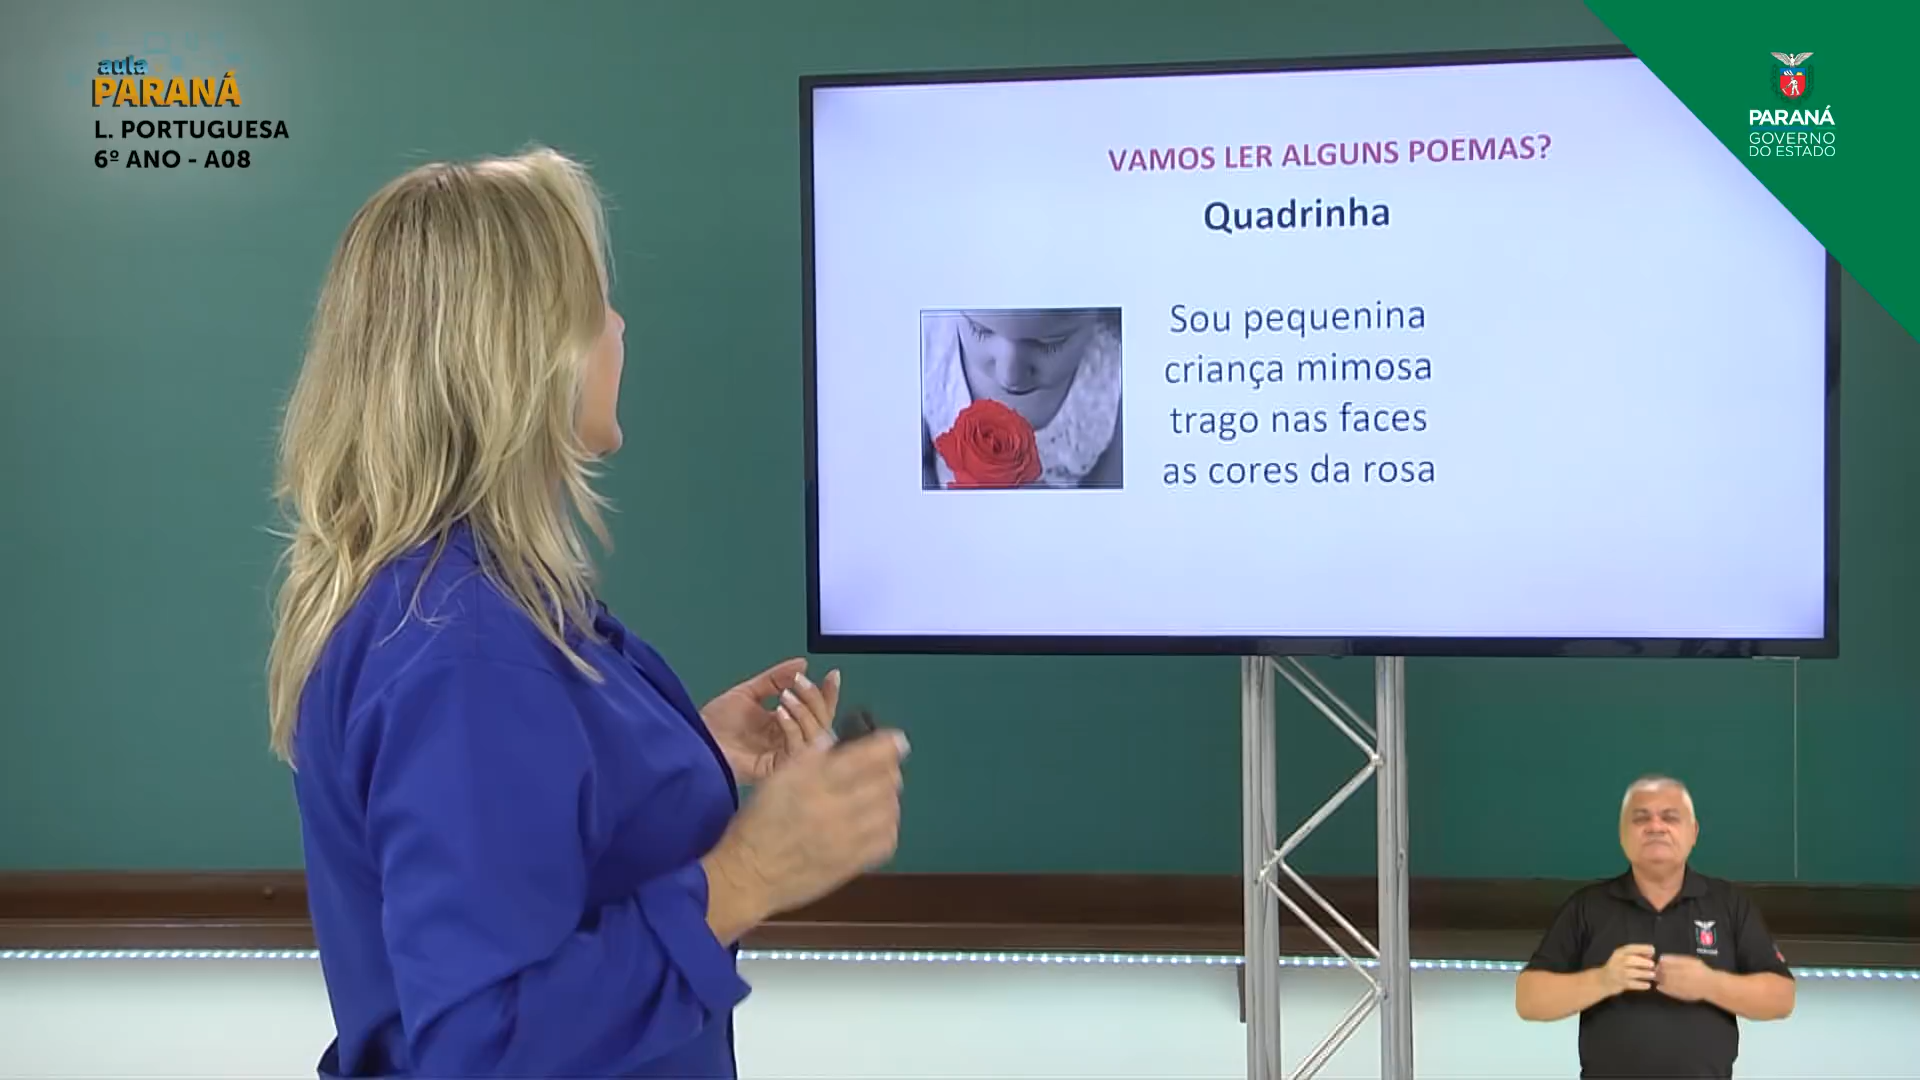 aula
PARANÁ
L. PORTUGUESA
6º ANO - A08
VAMOS LER ALGUNS POEMAS?
Quadrinha
Sou pequenina
criança mimosa
trago nas faces
as cores da rosa
PARANÁ
GOVERNO
DO ESTADO